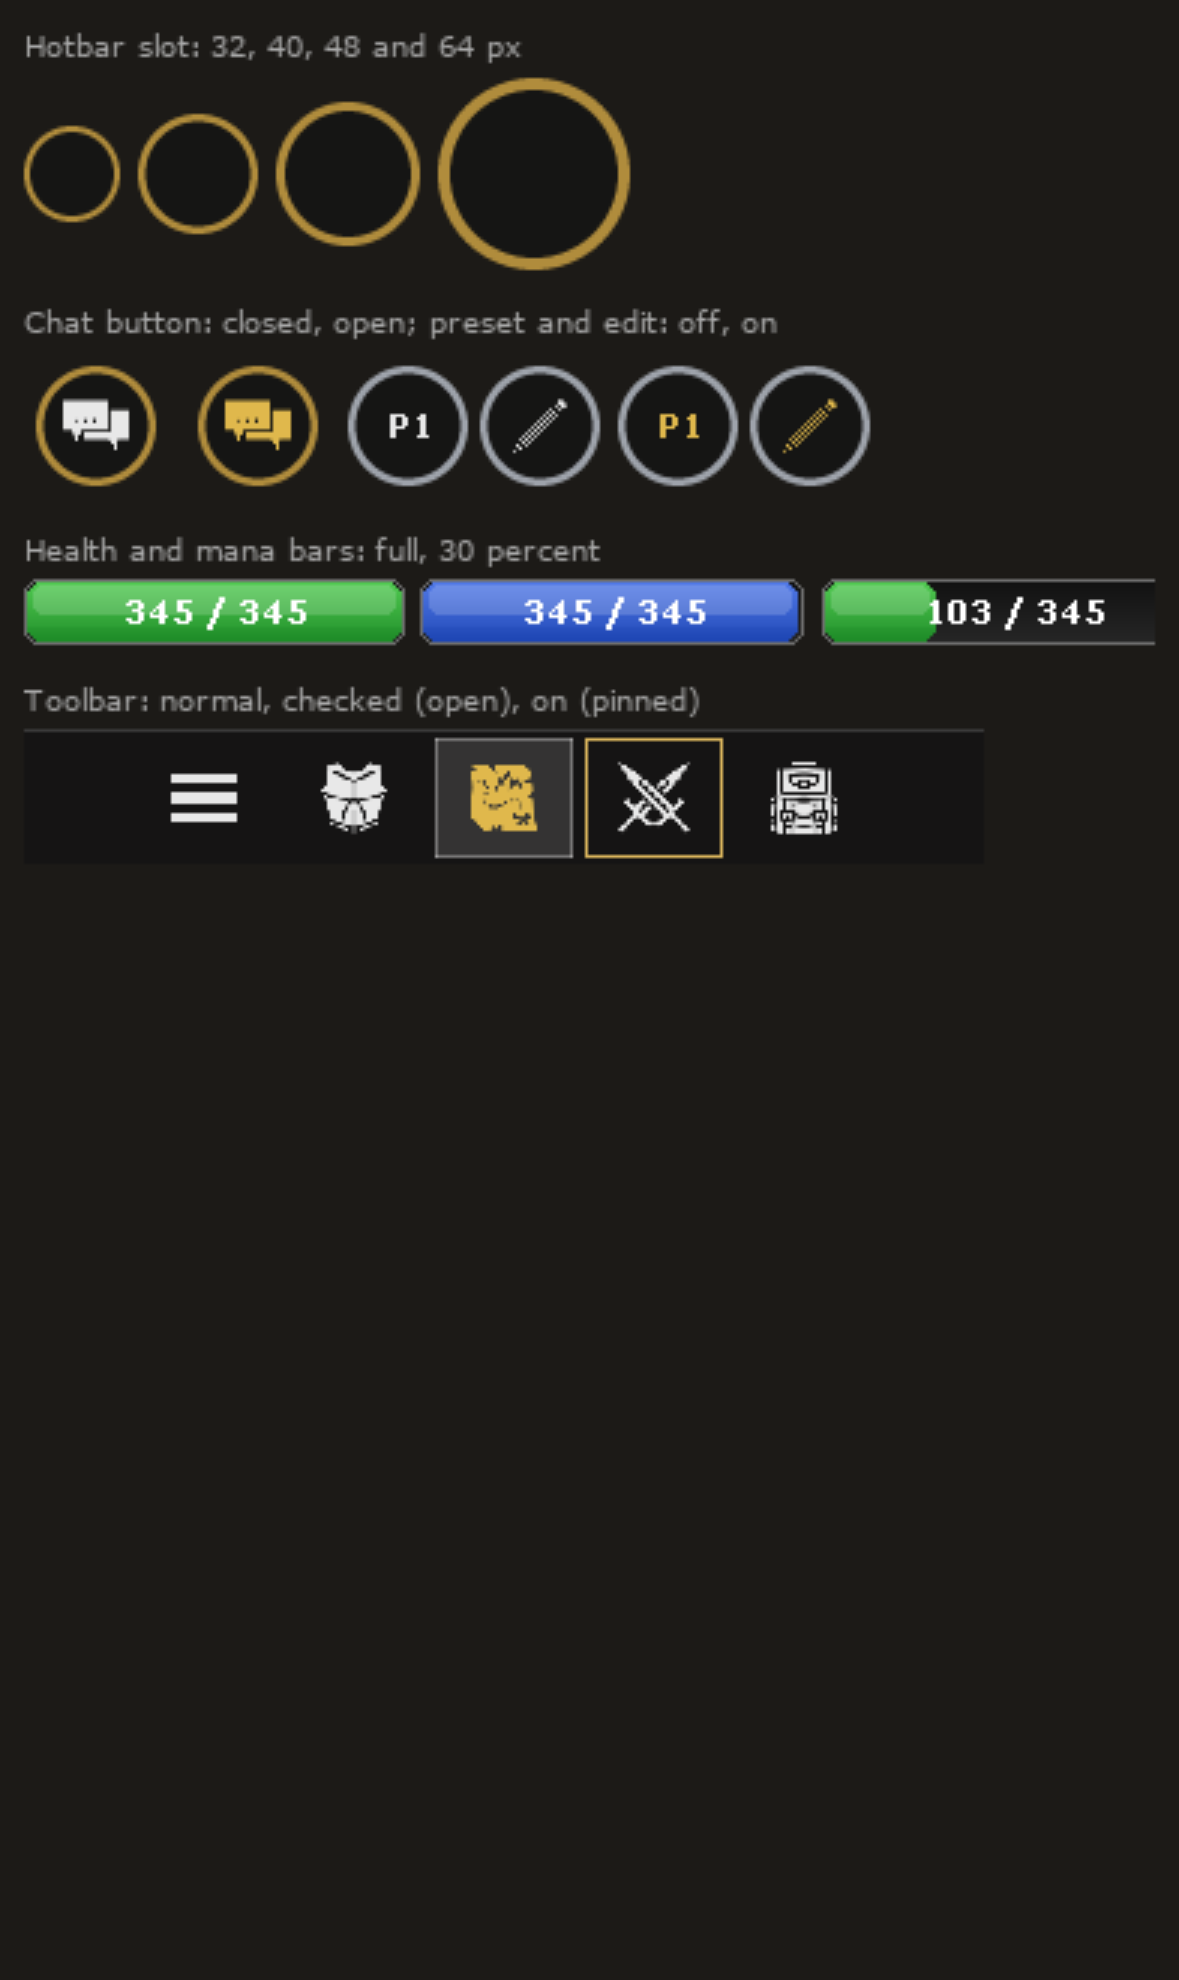 Hotbar slot: 32, 40, 48 and 64 px
Chat button: closed, open; preset and edit: off, on
P1 P1
Health and mana bars: full, 30 percent
345 / 345 345 / 345 103 / 345
Toolbar: normal, checked (open), on (pinned)